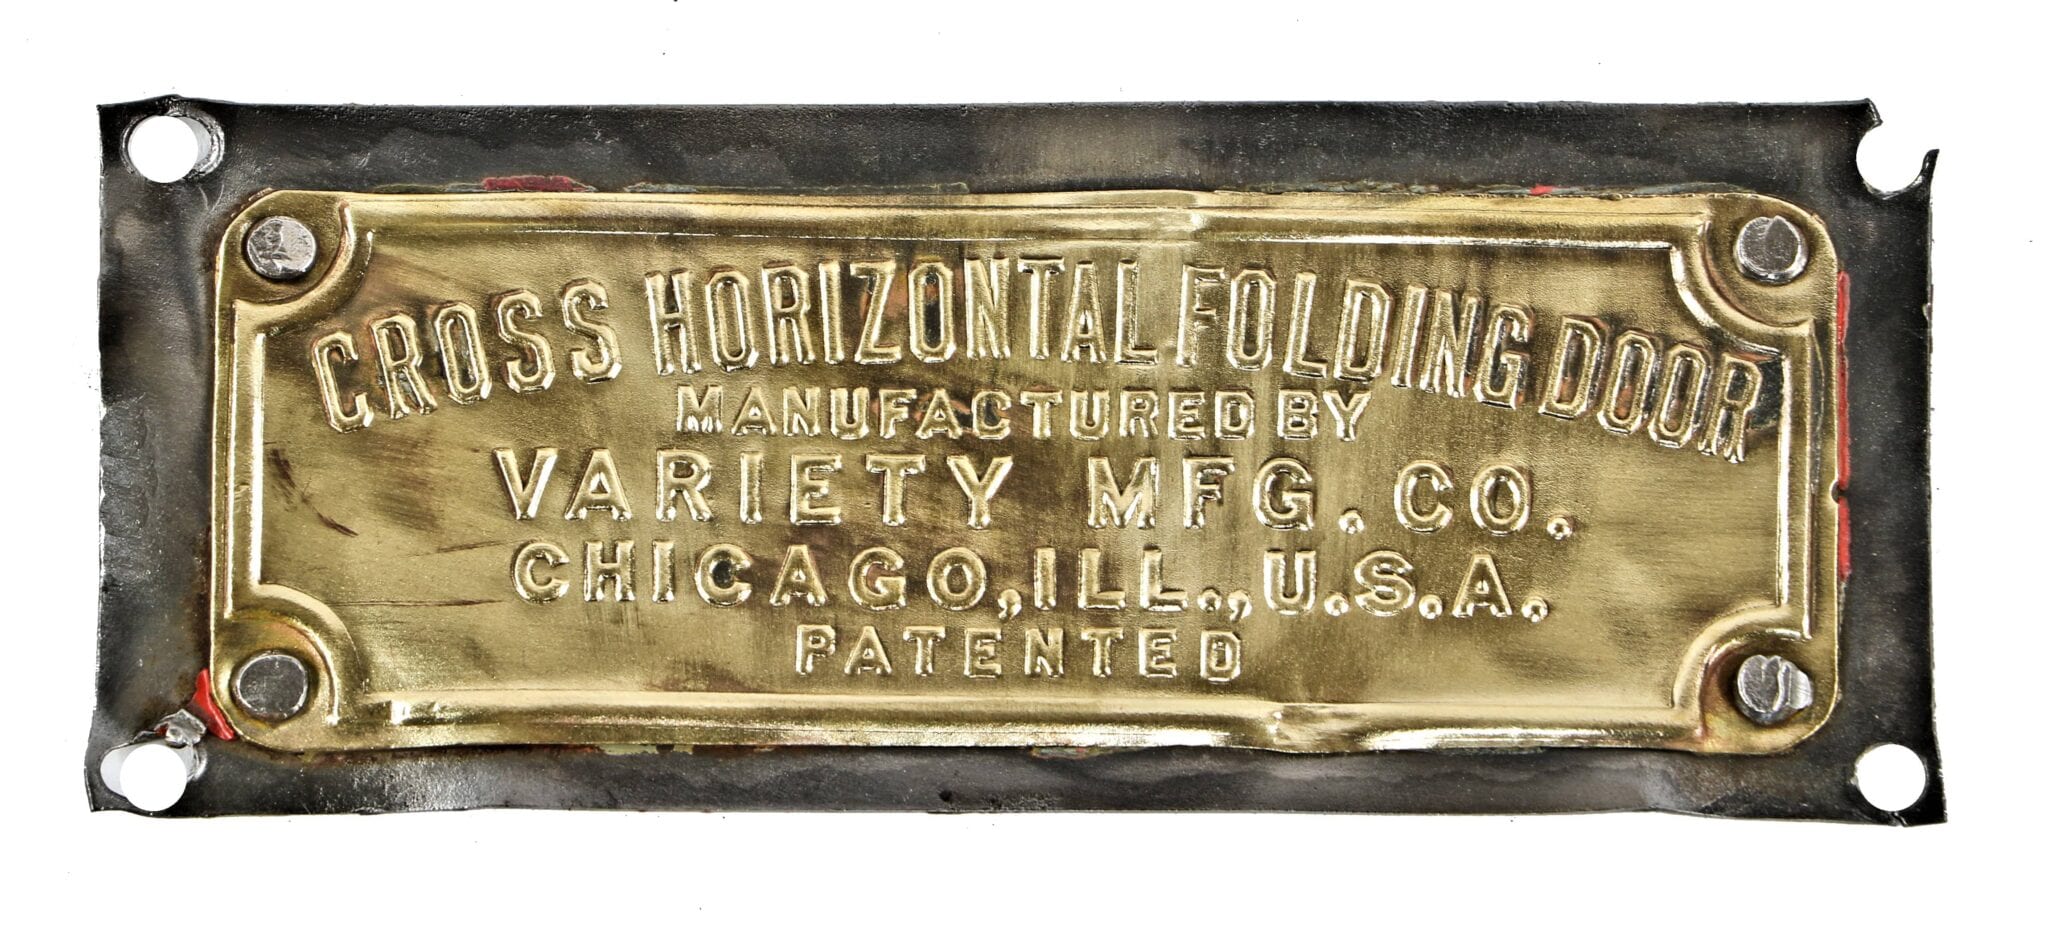 CROSS HORIZONTAL FOLDING DOOR
MANUFACTURED BY
VARIETY MFG. CO.
CHICAGO, ILL., U.S.A.
PATENTED